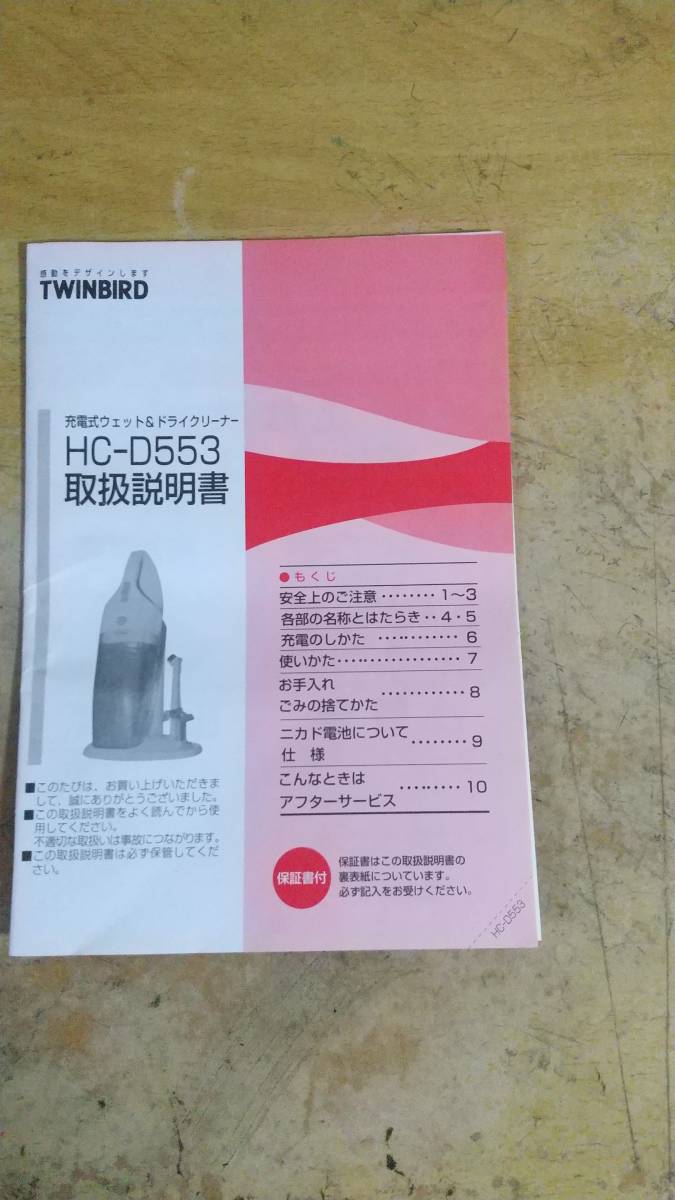 感動をデザインします
TWINBIRD
充電式ウェット&ドライクリーナー
HC-D553
取扱説明書
■このたびは、お買い上げいただきま
して、誠にありがとうございました。
■この取扱説明書をよく読んでから使
用してください。
不適切な取扱いは事故につながります。
■この取扱説明書は必ず保管してくだ
さい。
●もくじ
安全上のご注意 ‥‥‥‥ 1〜3
各部の名称とはたらき ‥ 4・5
充電のしかた ‥‥‥‥‥‥ 6
使いかた ‥‥‥‥‥‥‥‥‥ 7
お手入れ
ごみの捨てかた ‥‥‥‥‥‥ 8
ニカド電池について
仕 様 ‥‥‥‥ 9
こんなときは
アフターサービス ‥‥‥‥‥ 10
保証書付
保証書はこの取扱説明書の
裏表紙についています。
必ず記入をお受けください。
HC-D553